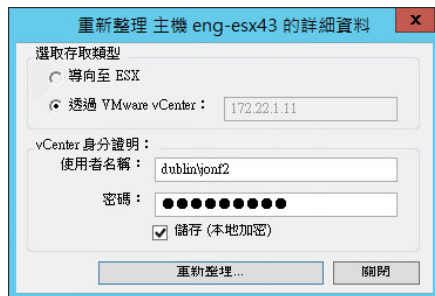 重新整理 主機 eng-esx43 的詳細資料
x
選取存取類型
導向至 ESX
透過 VMware vCenter： 172.22.1.11
vCenter 身分證明：
使用者名稱： dublin\jonf2
密碼： ●●●●●●●●●
儲存 (本地加密)
重新整理... 關閉